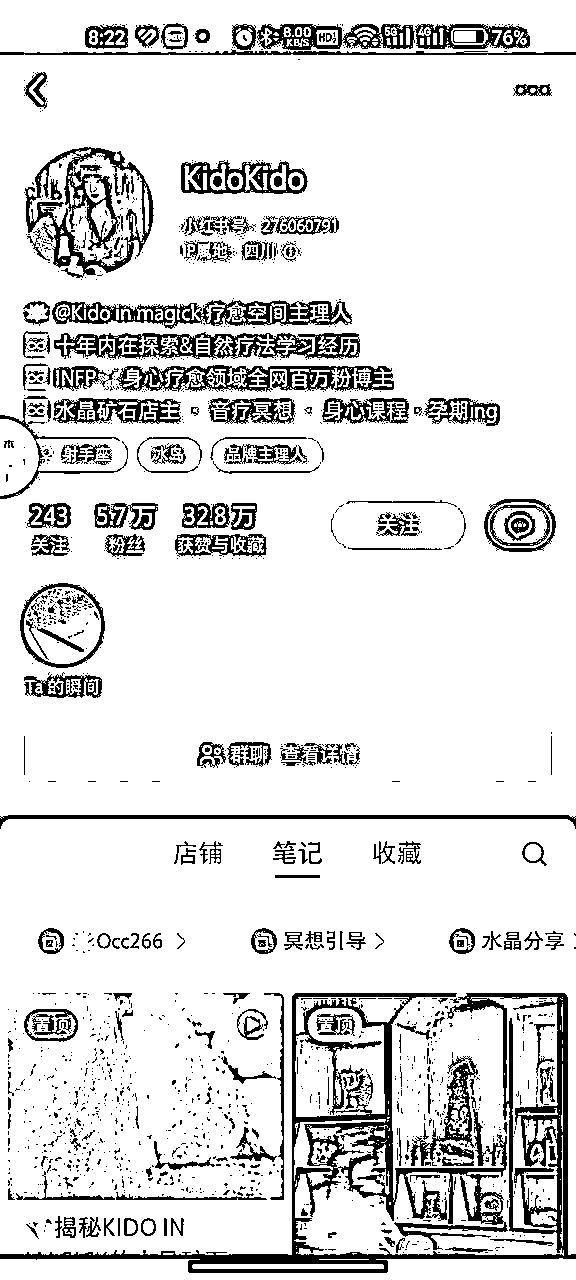 8:22 8.00 KB/S HD 5G 4G 76%
KidoKido
小红书号：276060791
IP属地：四川
@Kido in magick 疗愈空间主理人
十年内在探索&自然疗法学习经历
INFP 身心疗愈领域全网百万粉博主
水晶矿石店主 • 音疗冥想 • 身心课程 • 孕期ing
射手座 冰岛 品牌主理人
243 5.7万 32.8万
关注 粉丝 获赞与收藏
关注
Ta 的瞬间
群聊 查看详情
店铺 笔记 收藏
Occ266 冥想引导 水晶分享
置顶 置顶
揭秘KIDO IN